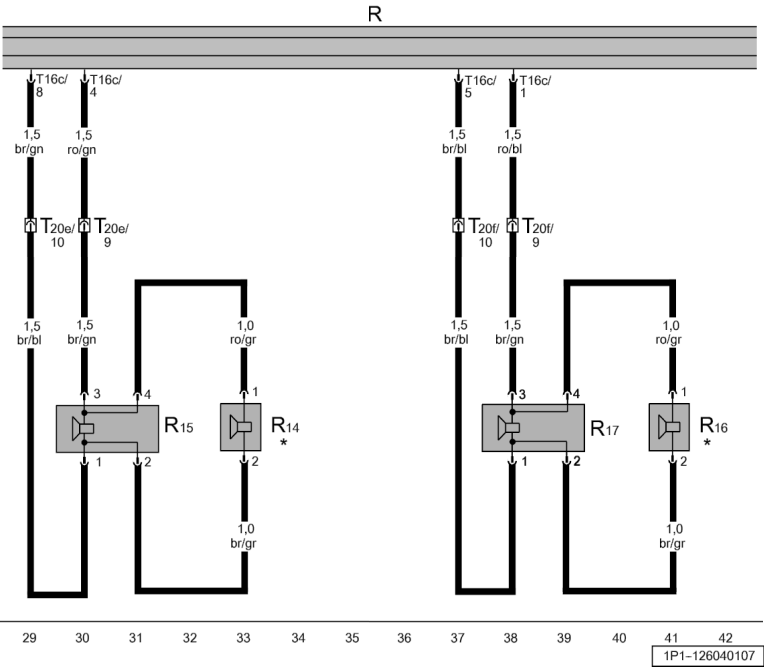 R
T16c/ T16c/ T16c/ T16c/
8 4 5 1
1,5 1,5 1,5 1,5
br/gn ro/gn br/bl ro/bl
T20e/ T20e/ T20f/ T20f/
10 9 10 9
1,5 1,5 1,0 1,5 1,5 1,0
br/bl br/gn ro/gr br/bl br/gn ro/gr
3 4 1 3 4 1
R15 R14 R17 R16
* *
1 2 2 1 2 2
1,0 1,0
br/gr br/gr
29 30 31 32 33 34 35 36 37 38 39 40 41 42
1P1-126040107